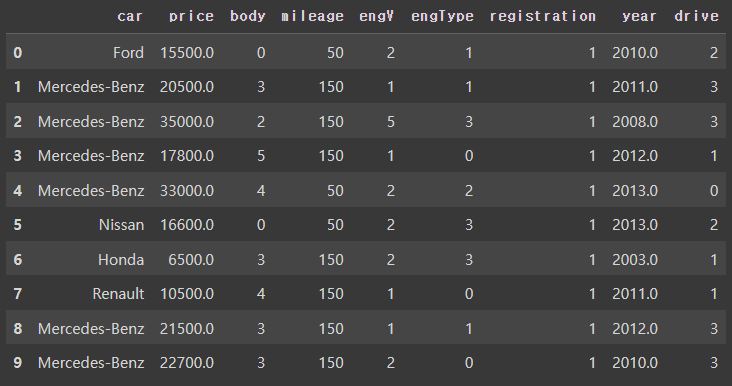 car price body mileage engV engType registration year drive
0 Ford 15500.0 0 50 2 1 1 2010.0 2
1 Mercedes-Benz 20500.0 3 150 1 1 1 2011.0 3
2 Mercedes-Benz 35000.0 2 150 5 3 1 2008.0 3
3 Mercedes-Benz 17800.0 5 150 1 0 1 2012.0 1
4 Mercedes-Benz 33000.0 4 150 2 2 1 2013.0 0
5 Nissan 16600.0 0 50 2 3 1 2013.0 2
6 Honda 6500.0 3 150 2 3 1 2003.0 1
7 Renault 10500.0 4 150 1 0 1 2011.0 1
8 Mercedes-Benz 21500.0 3 150 1 1 1 2012.0 3
9 Mercedes-Benz 22700.0 3 150 2 0 1 2010.0 3